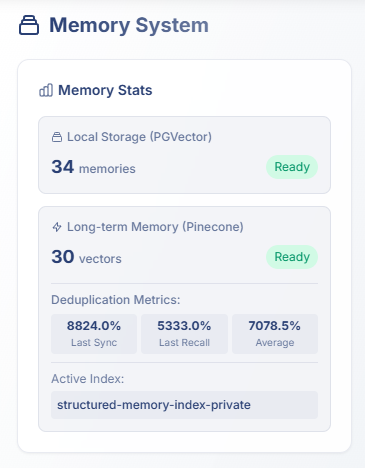 Memory System
Memory Stats
Local Storage (PGVector)
34 memories
Ready
Long-term Memory (Pinecone)
30 vectors
Ready
Deduplication Metrics:
8824.0% 5333.0% 7078.5%
Last Sync Last Recall Average
Active Index:
structured-memory-index-private